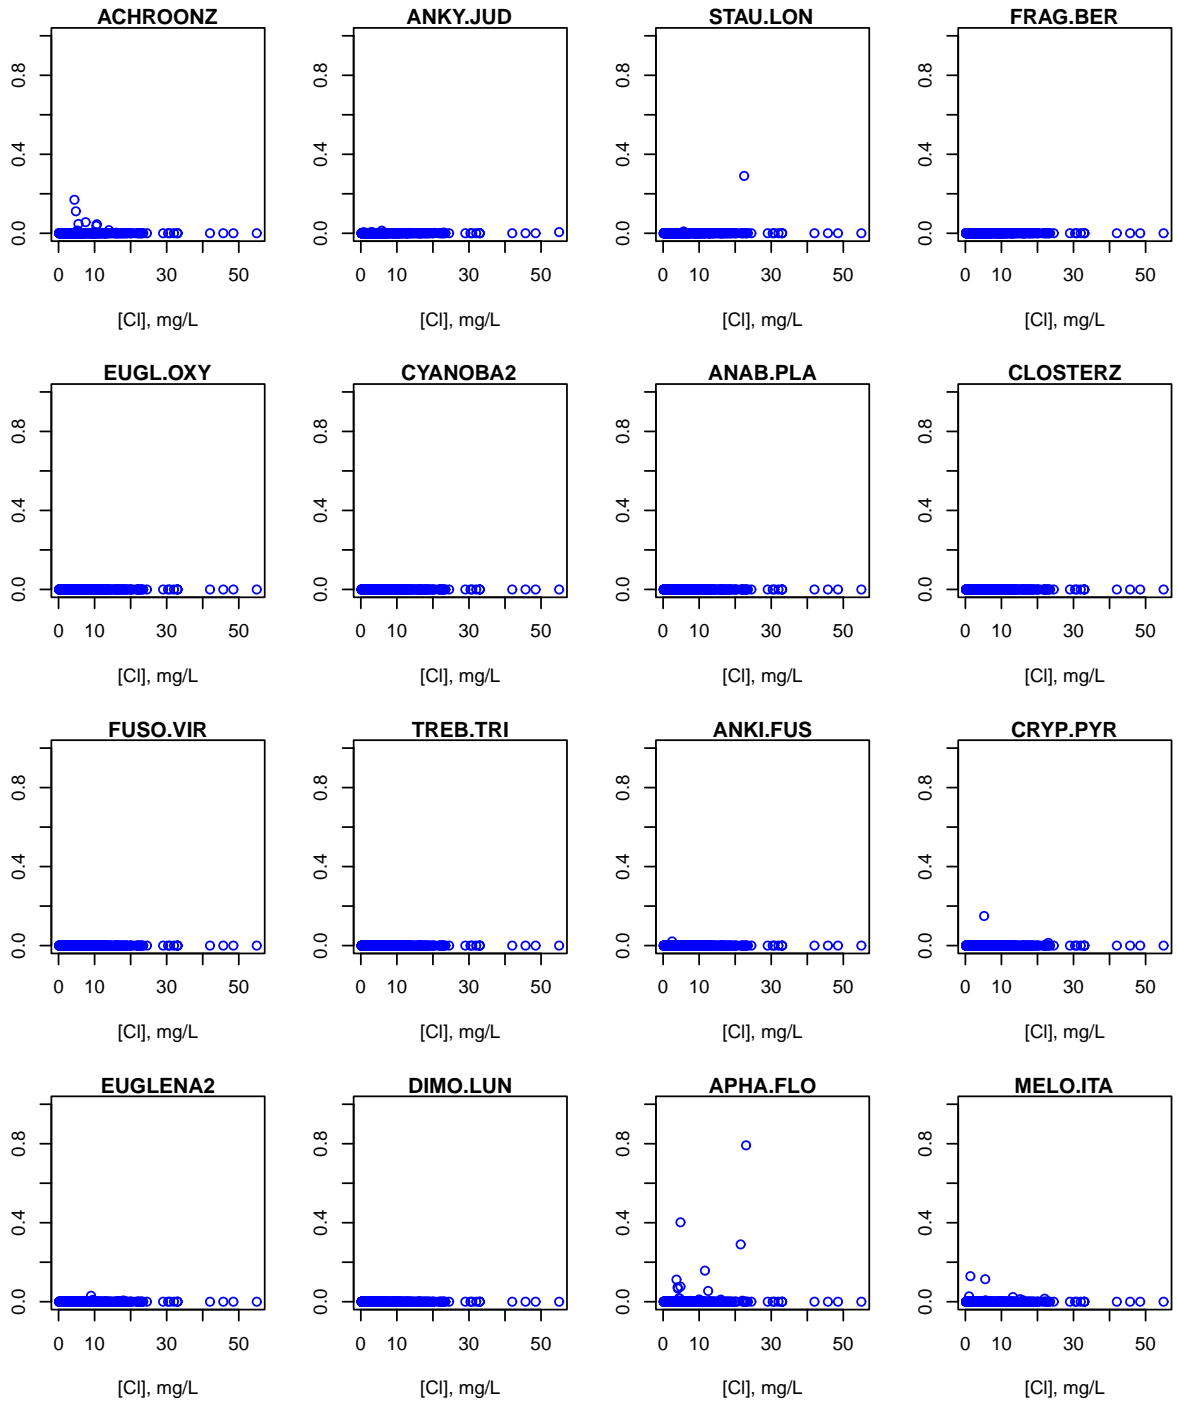 ACHROONZ ANKY.JUD STAU.LON FRAG.BER
0.8 0.8 0.8 0.8
0.4 0.4 0.4 0.4
0.0 0.0 0.0 0.0
0 10 30 50 0 10 30 50 0 10 30 50 0 10 30 50
[Cl], mg/L [Cl], mg/L [Cl], mg/L [Cl], mg/L
EUGL.OXY CYANOBA2 ANAB.PLA CLOSTERZ
0.8 0.8 0.8 0.8
0.4 0.4 0.4 0.4
0.0 0.0 0.0 0.0
0 10 30 50 0 10 30 50 0 10 30 50 0 10 30 50
[Cl], mg/L [Cl], mg/L [Cl], mg/L [Cl], mg/L
FUSO.VIR TREB.TRI ANKI.FUS CRYP.PYR
0.8 0.8 0.8 0.8
0.4 0.4 0.4 0.4
0.0 0.0 0.0 0.0
0 10 30 50 0 10 30 50 0 10 30 50 0 10 30 50
[Cl], mg/L [Cl], mg/L [Cl], mg/L [Cl], mg/L
EUGLENA2 DIMO.LUN APHA.FLO MELO.ITA
0.8 0.8 0.8 0.8
0.4 0.4 0.4 0.4
0.0 0.0 0.0 0.0
0 10 30 50 0 10 30 50 0 10 30 50 0 10 30 50
[Cl], mg/L [Cl], mg/L [Cl], mg/L [Cl], mg/L